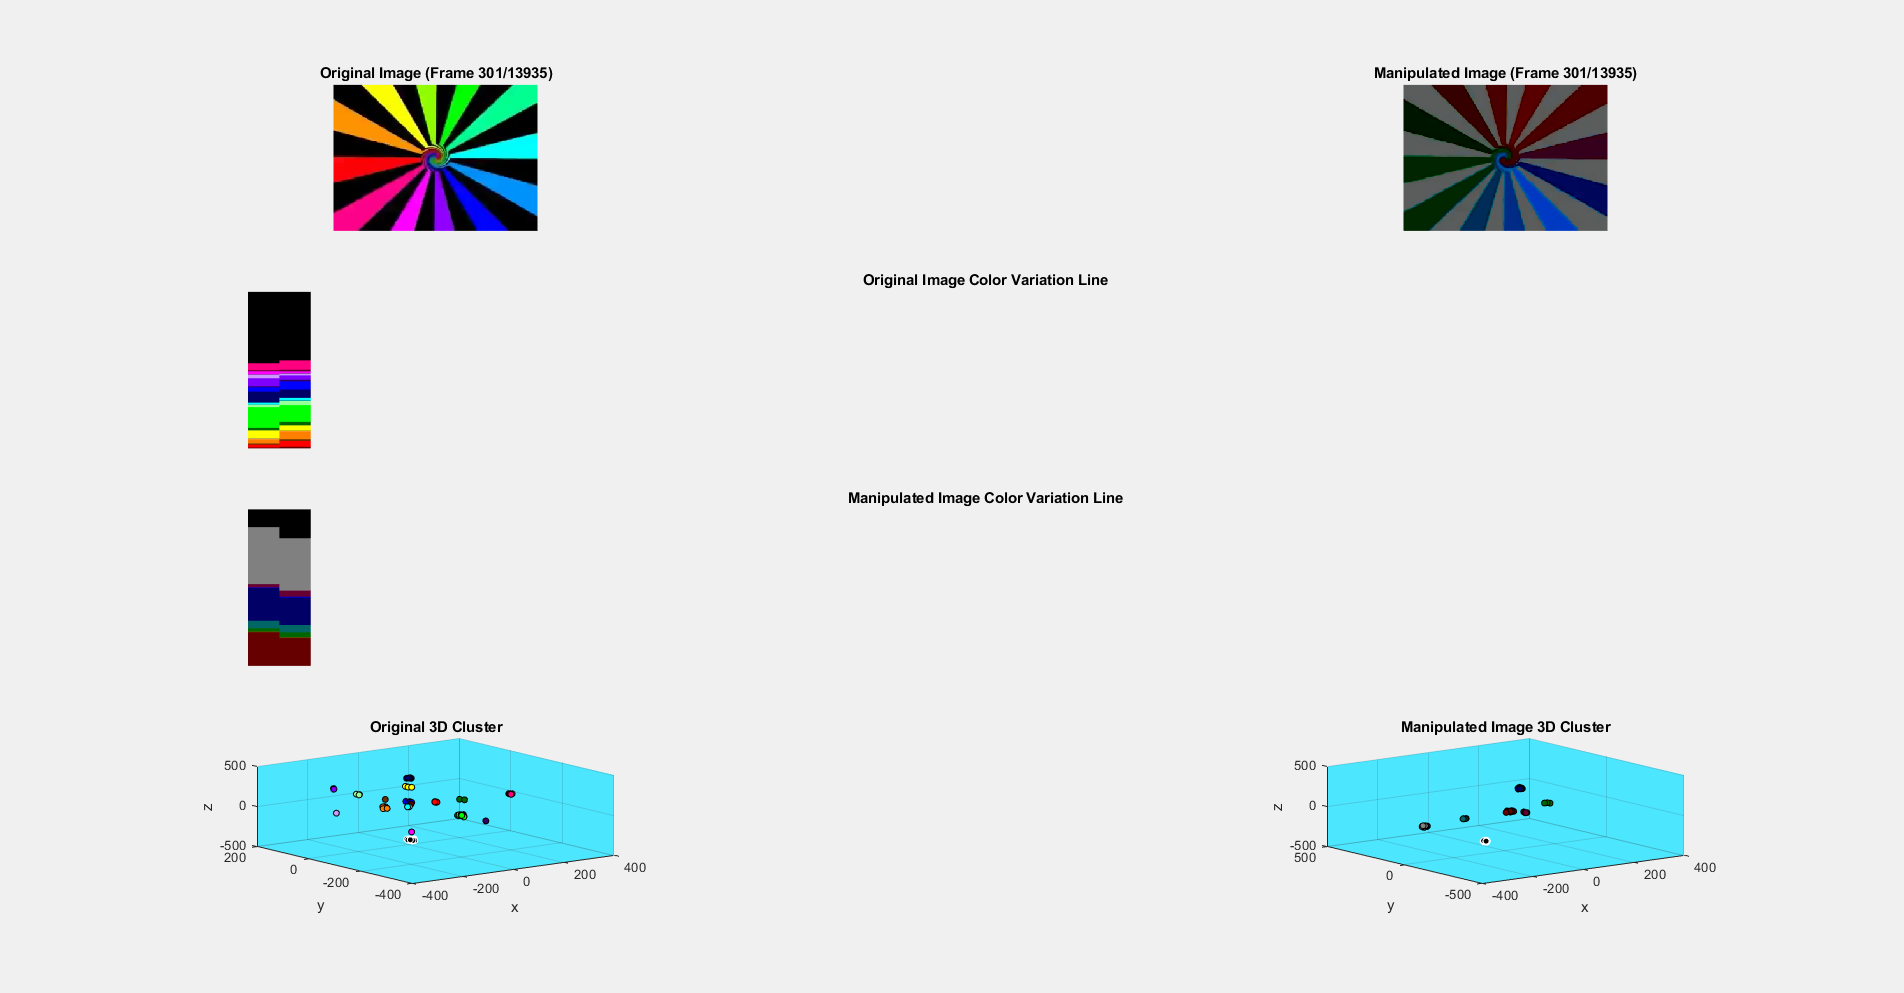 Original Image (Frame 301/13935)
Manipulated Image (Frame 301/13935)
Original Image Color Variation Line
Manipulated Image Color Variation Line
Original 3D Cluster
500
0
-500
z
200
0
-200
-400
y
-400
-200
0
200
400
x
Manipulated Image 3D Cluster
500
0
-500
z
500
0
-500
y
-400
-200
0
200
400
x